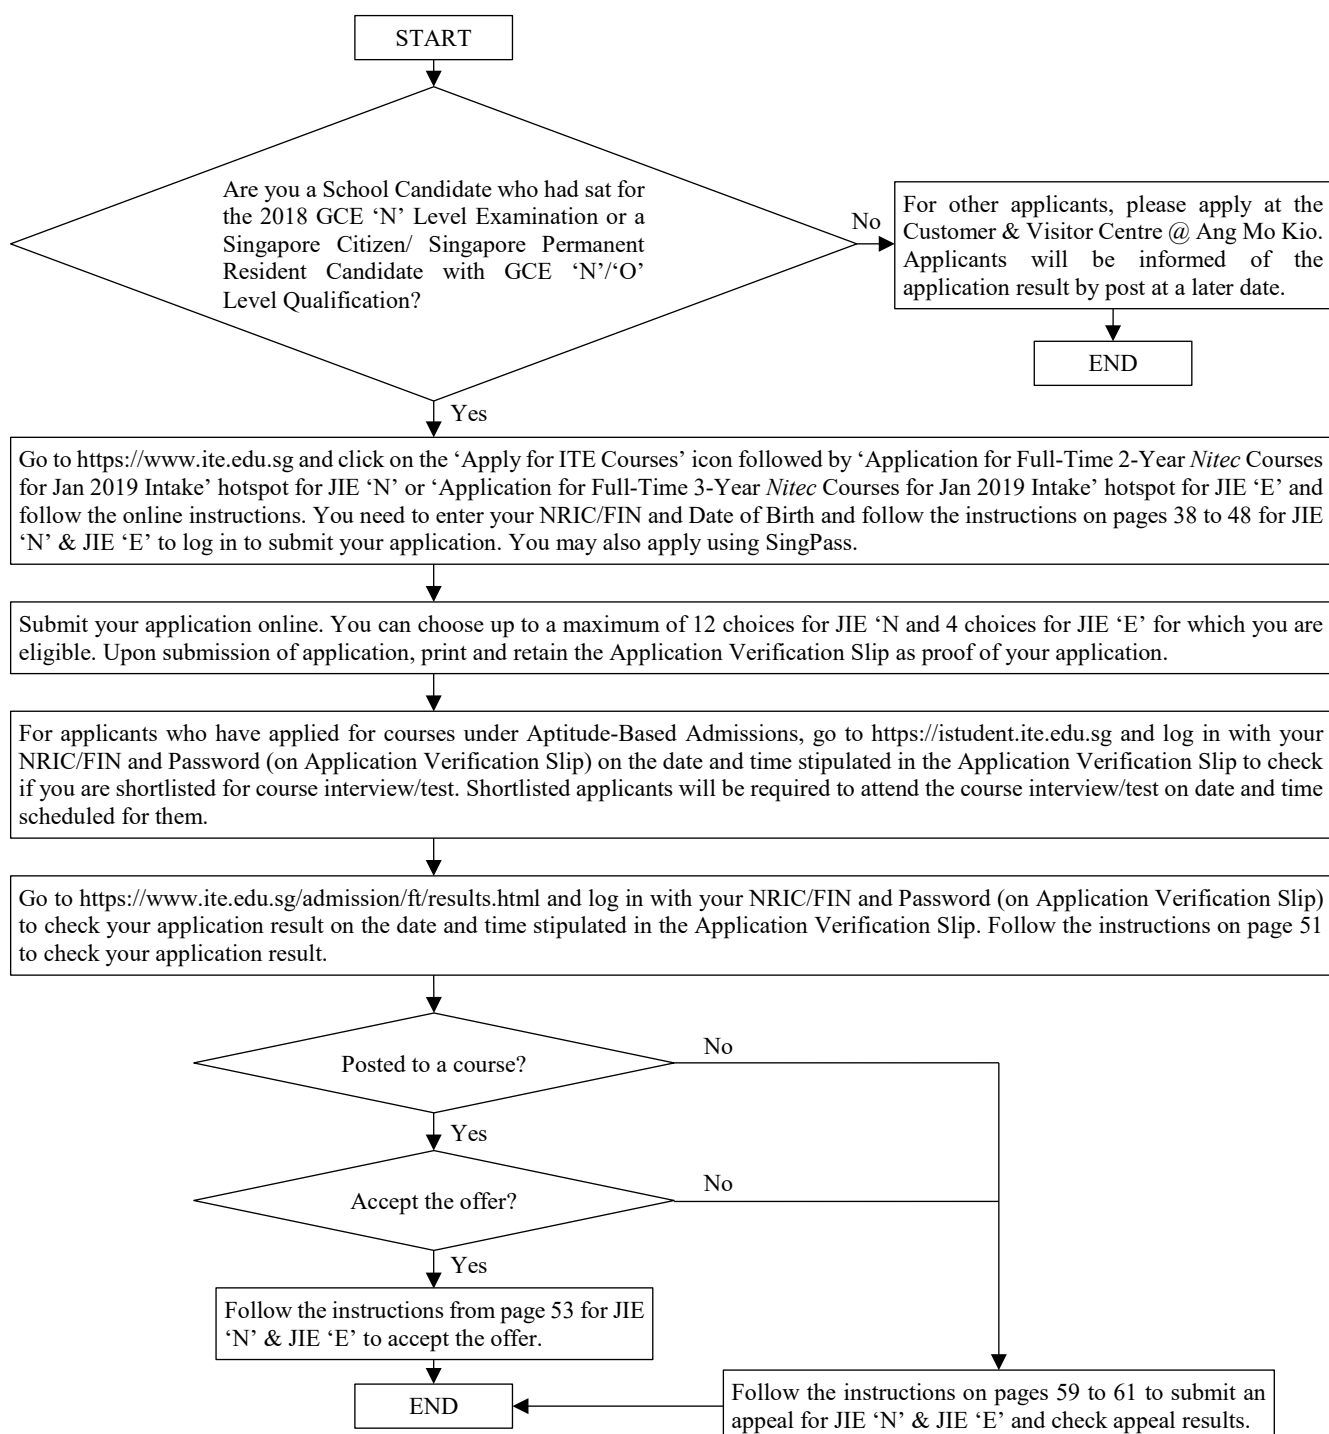 START
Are you a School Candidate who had sat for
the 2018 GCE ‘N’ Level Examination or a
Singapore Citizen/ Singapore Permanent
Resident Candidate with GCE ‘N’/‘O’
Level Qualification?
No
For other applicants, please apply at the
Customer & Visitor Centre @ Ang Mo Kio.
Applicants will be informed of the
application result by post at a later date.
END
Yes
Go to https://www.ite.edu.sg and click on the ‘Apply for ITE Courses’ icon followed by ‘Application for Full-Time 2-Year Nitec Courses
for Jan 2019 Intake’ hotspot for JIE ‘N’ or ‘Application for Full-Time 3-Year Nitec Courses for Jan 2019 Intake’ hotspot for JIE ‘E’ and
follow the online instructions. You need to enter your NRIC/FIN and Date of Birth and follow the instructions on pages 38 to 48 for JIE
‘N’ & JIE ‘E’ to log in to submit your application. You may also apply using SingPass.
Submit your application online. You can choose up to a maximum of 12 choices for JIE ‘N and 4 choices for JIE ‘E’ for which you are
eligible. Upon submission of application, print and retain the Application Verification Slip as proof of your application.
For applicants who have applied for courses under Aptitude-Based Admissions, go to https://istudent.ite.edu.sg and log in with your
NRIC/FIN and Password (on Application Verification Slip) on the date and time stipulated in the Application Verification Slip to check
if you are shortlisted for course interview/test. Shortlisted applicants will be required to attend the course interview/test on date and time
scheduled for them.
Go to https://www.ite.edu.sg/admission/ft/results.html and log in with your NRIC/FIN and Password (on Application Verification Slip)
to check your application result on the date and time stipulated in the Application Verification Slip. Follow the instructions on page 51
to check your application result.
Posted to a course?
No
Yes
Accept the offer?
No
Yes
Follow the instructions from page 53 for JIE
‘N’ & JIE ‘E’ to accept the offer.
END
Follow the instructions on pages 59 to 61 to submit an
appeal for JIE ‘N’ & JIE ‘E’ and check appeal results.